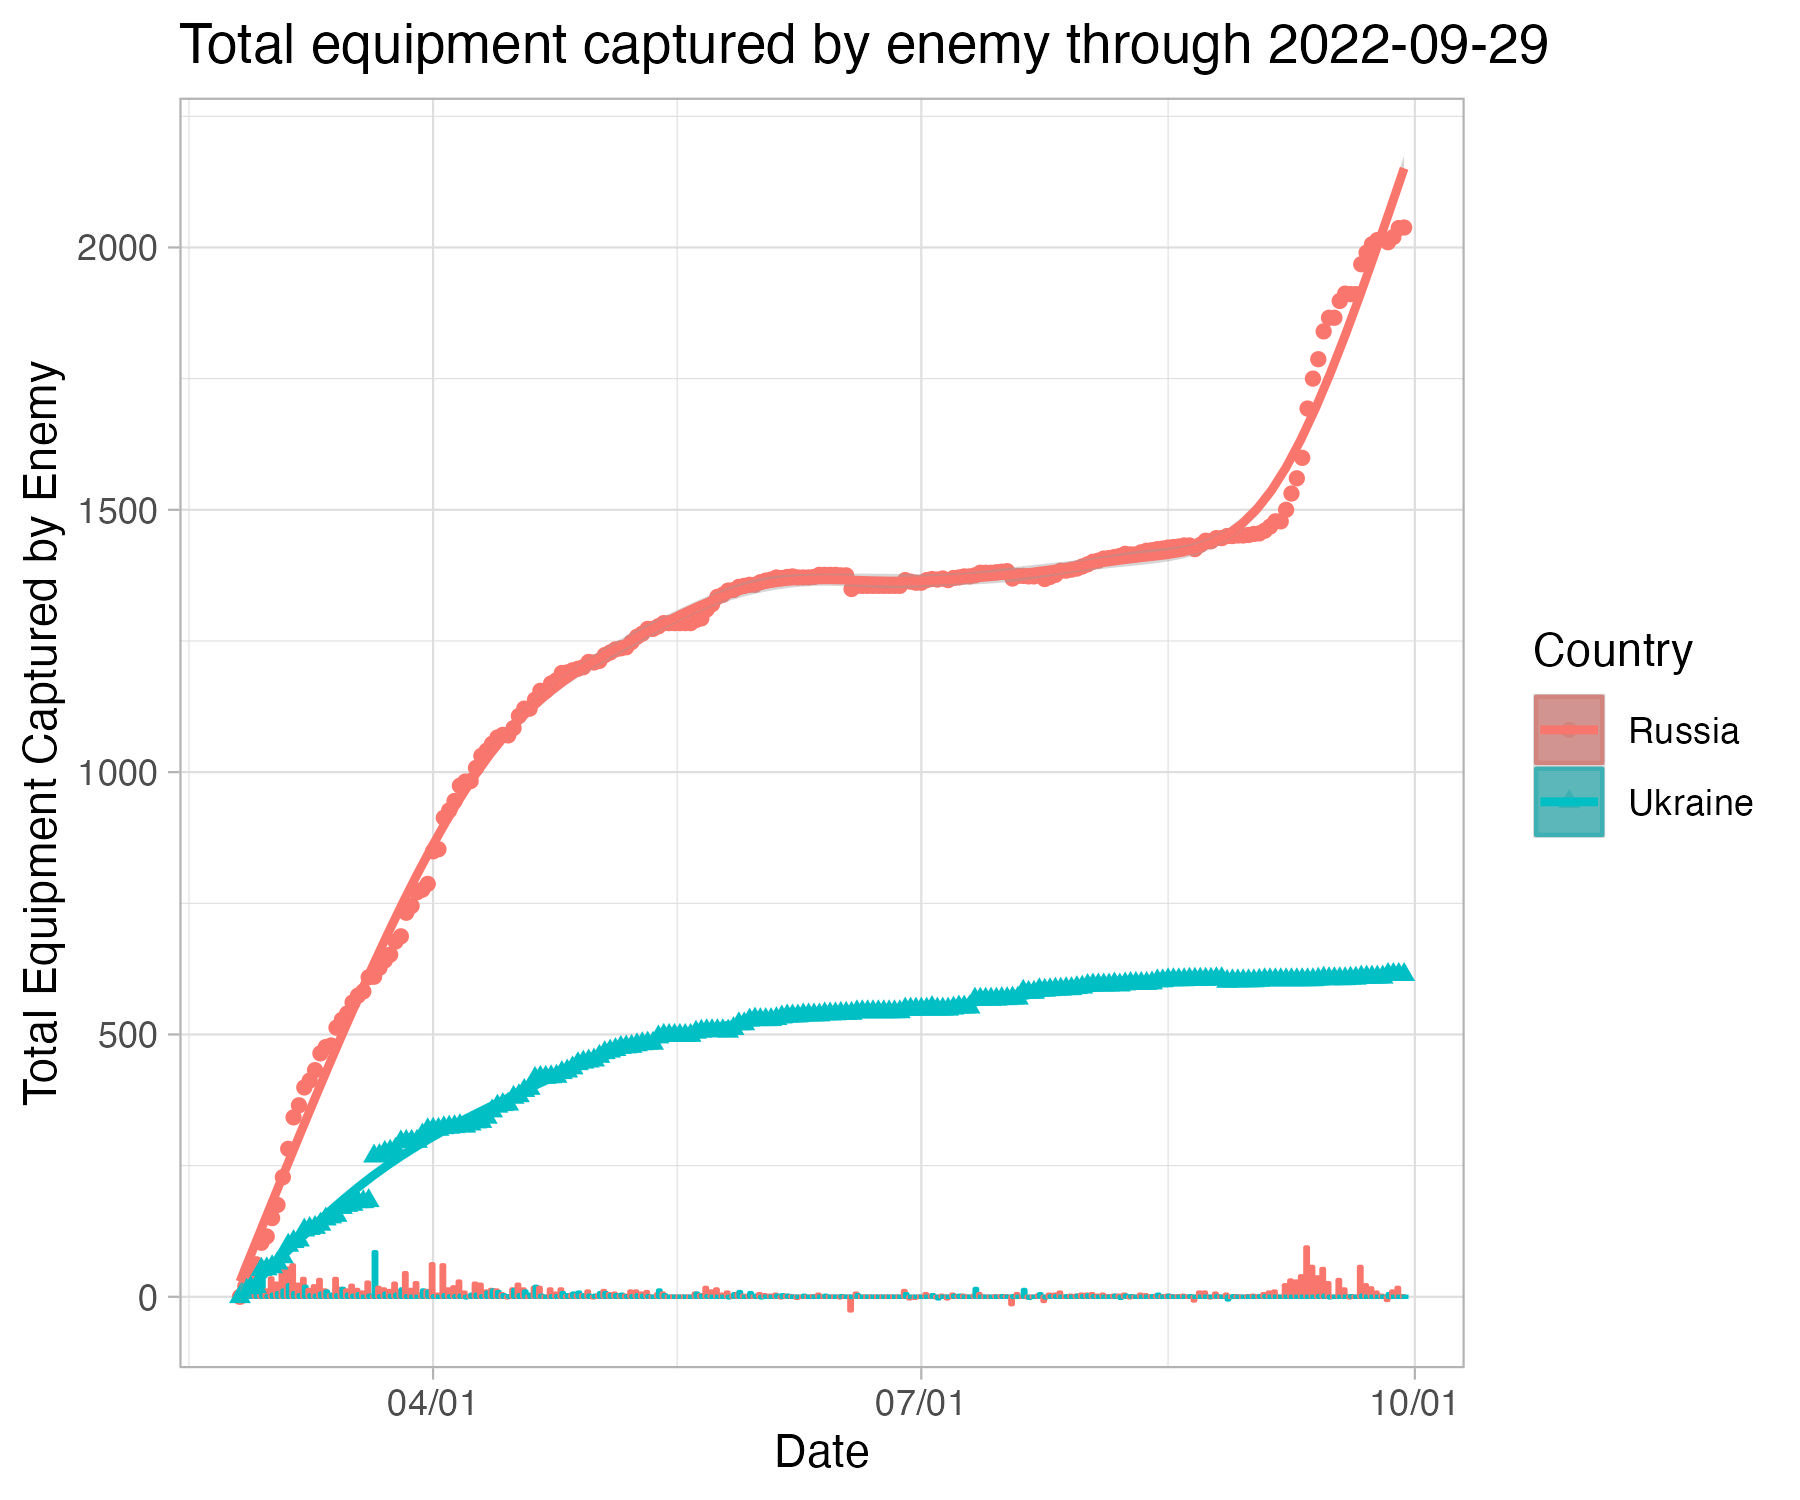 Total equipment captured by enemy through 2022-09-29
Total Equipment Captured by Enemy
2000
1500
1000
500
0
04/01
07/01
10/01
Date
Country
Russia
Ukraine